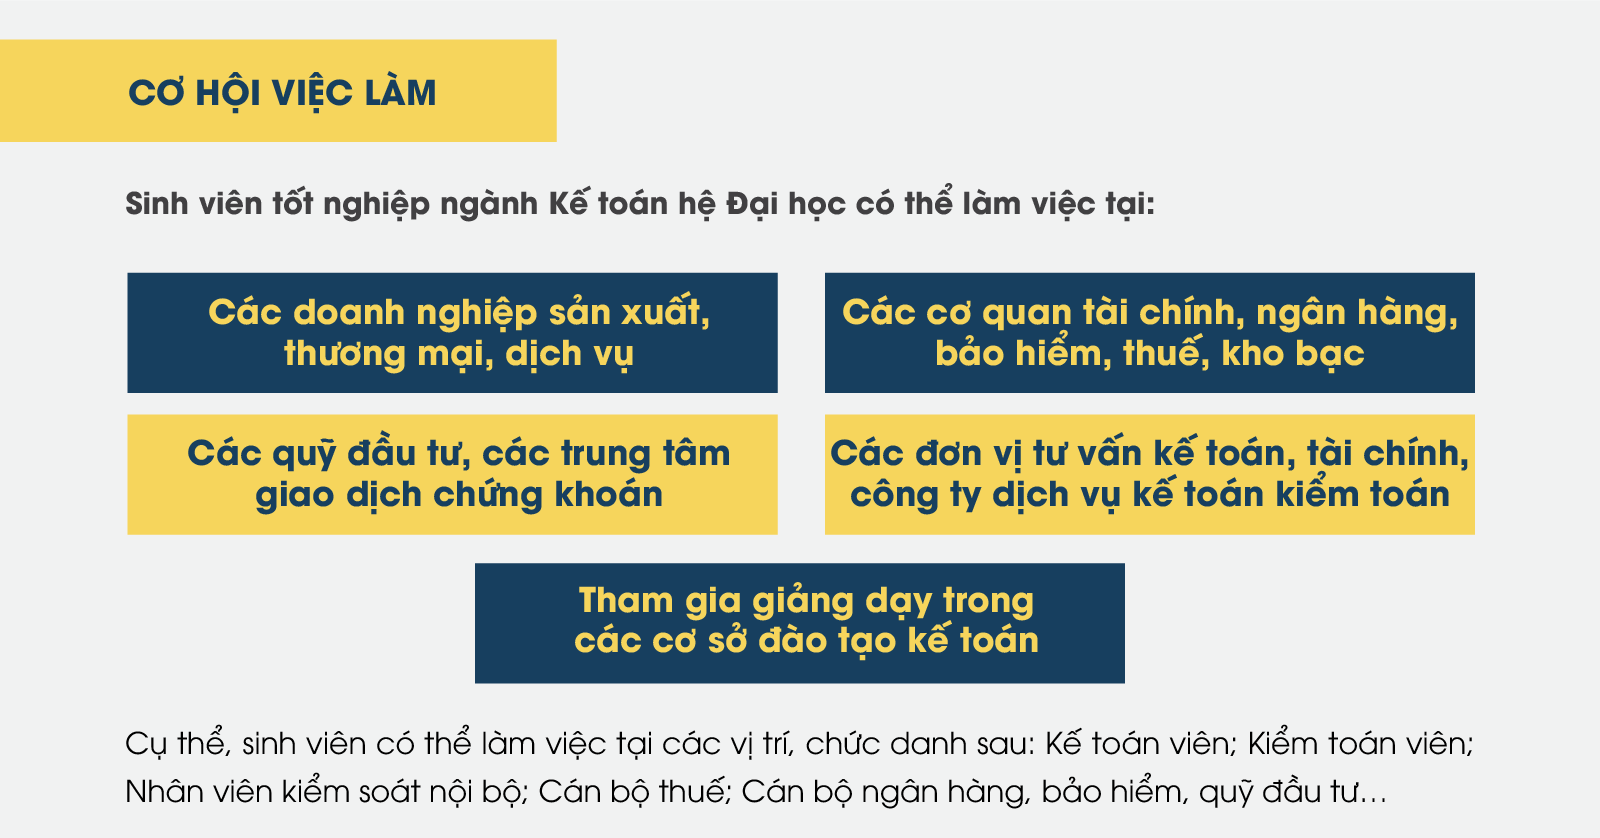 CƠ HỘI VIỆC LÀM
Sinh viên tốt nghiệp ngành Kế toán hệ Đại học có thể làm việc tại:
Các doanh nghiệp sản xuất,
thương mại, dịch vụ
Các cơ quan tài chính, ngân hàng,
bảo hiểm, thuế, kho bạc
Các quỹ đầu tư, các trung tâm
giao dịch chứng khoán
Các đơn vị tư vấn kế toán, tài chính,
công ty dịch vụ kế toán kiểm toán
Tham gia giảng dạy trong
các cơ sở đào tạo kế toán
Cụ thể, sinh viên có thể làm việc tại các vị trí, chức danh sau: Kế toán viên; Kiểm toán viên;
Nhân viên kiểm soát nội bộ; Cán bộ thuế; Cán bộ ngân hàng, bảo hiểm, quỹ đầu tư...